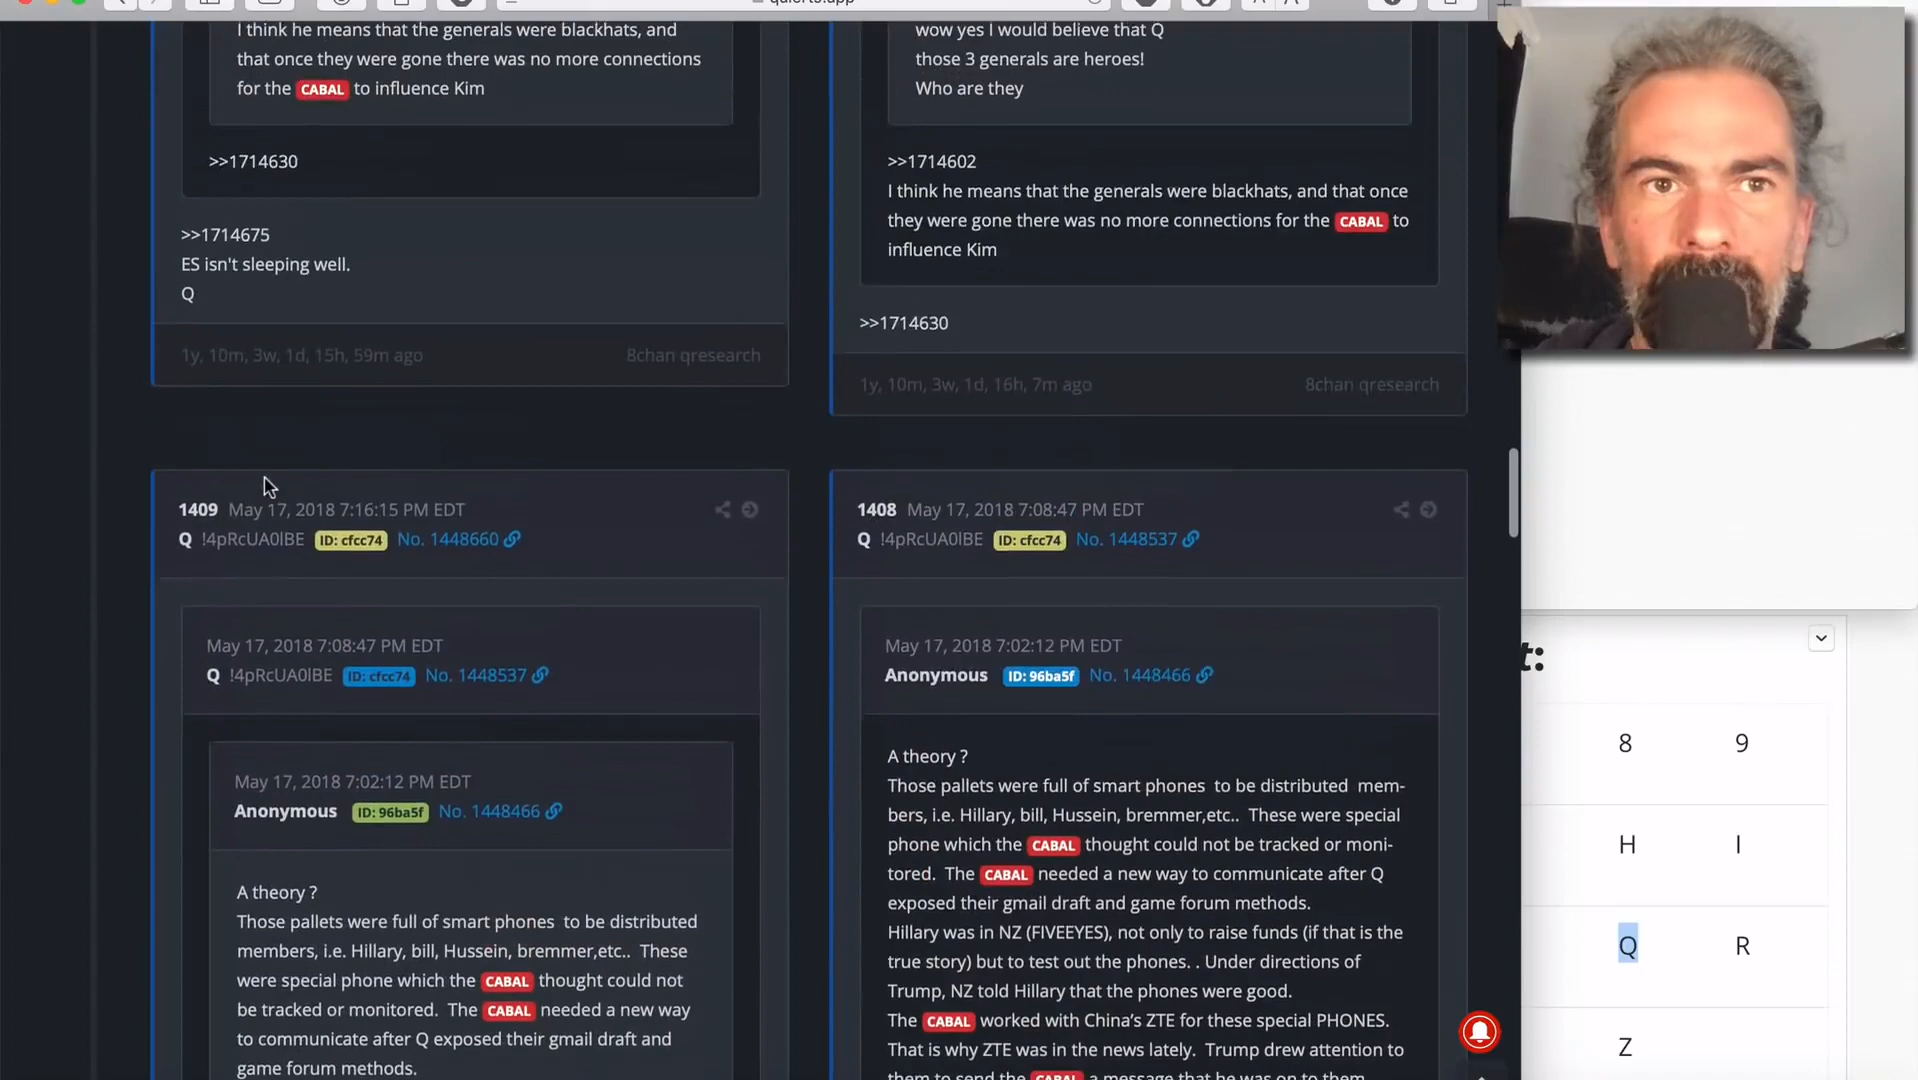 I think he means that the generals were blackhats, and
that once they were gone there was no more connections
for the CABAL to influence Kim
>>1714630
>>1714675
ES isn't sleeping well.
Q
1y, 10m, 3w, 1d, 15h, 59m ago
8chan qresearch
wow yes I would believe that Q
those 3 generals are heroes!
Who are they
>>1714602
I think he means that the generals were blackhats, and that once
they were gone there was no more connections for the CABAL to
influence Kim
>>1714630
1y, 10m, 3w, 1d, 16h, 7m ago
8chan qresearch
1409 May 17, 2018 7:16:15 PM EDT
Q !4pRcUA0lBE ID: cfcc74 No. 1448660
May 17, 2018 7:08:47 PM EDT
Q !4pRcUA0lBE ID: cfcc74 No. 1448537
May 17, 2018 7:02:12 PM EDT
Anonymous ID: 96ba5f No. 1448466
A theory ?
Those pallets were full of smart phones to be distributed
members, i.e. Hillary, bill, Hussein, bremmer,etc.. These
were special phone which the CABAL thought could not
be tracked or monitored. The CABAL needed a new way
to communicate after Q exposed their gmail draft and
game forum methods.
1408 May 17, 2018 7:08:47 PM EDT
Q !4pRcUA0lBE ID: cfcc74 No. 1448537
May 17, 2018 7:02:12 PM EDT
Anonymous ID: 96ba5f No. 1448466
A theory ?
Those pallets were full of smart phones to be distributed mem-
bers, i.e. Hillary, bill, Hussein, bremmer,etc.. These were special
phone which the CABAL thought could not be tracked or moni-
tored. The CABAL needed a new way to communicate after Q
exposed their gmail draft and game forum methods.
Hillary was in NZ (FIVEEYES), not only to raise funds (if that is the
true story) but to test out the phones. . Under directions of
Trump, NZ told Hillary that the phones were good.
The CABAL worked with China's ZTE for these special PHONES.
That is why ZTE was in the news lately. Trump drew attention to
them to send the CABAL a message that he was on to them
t:
8 9
H I
Q R
Z